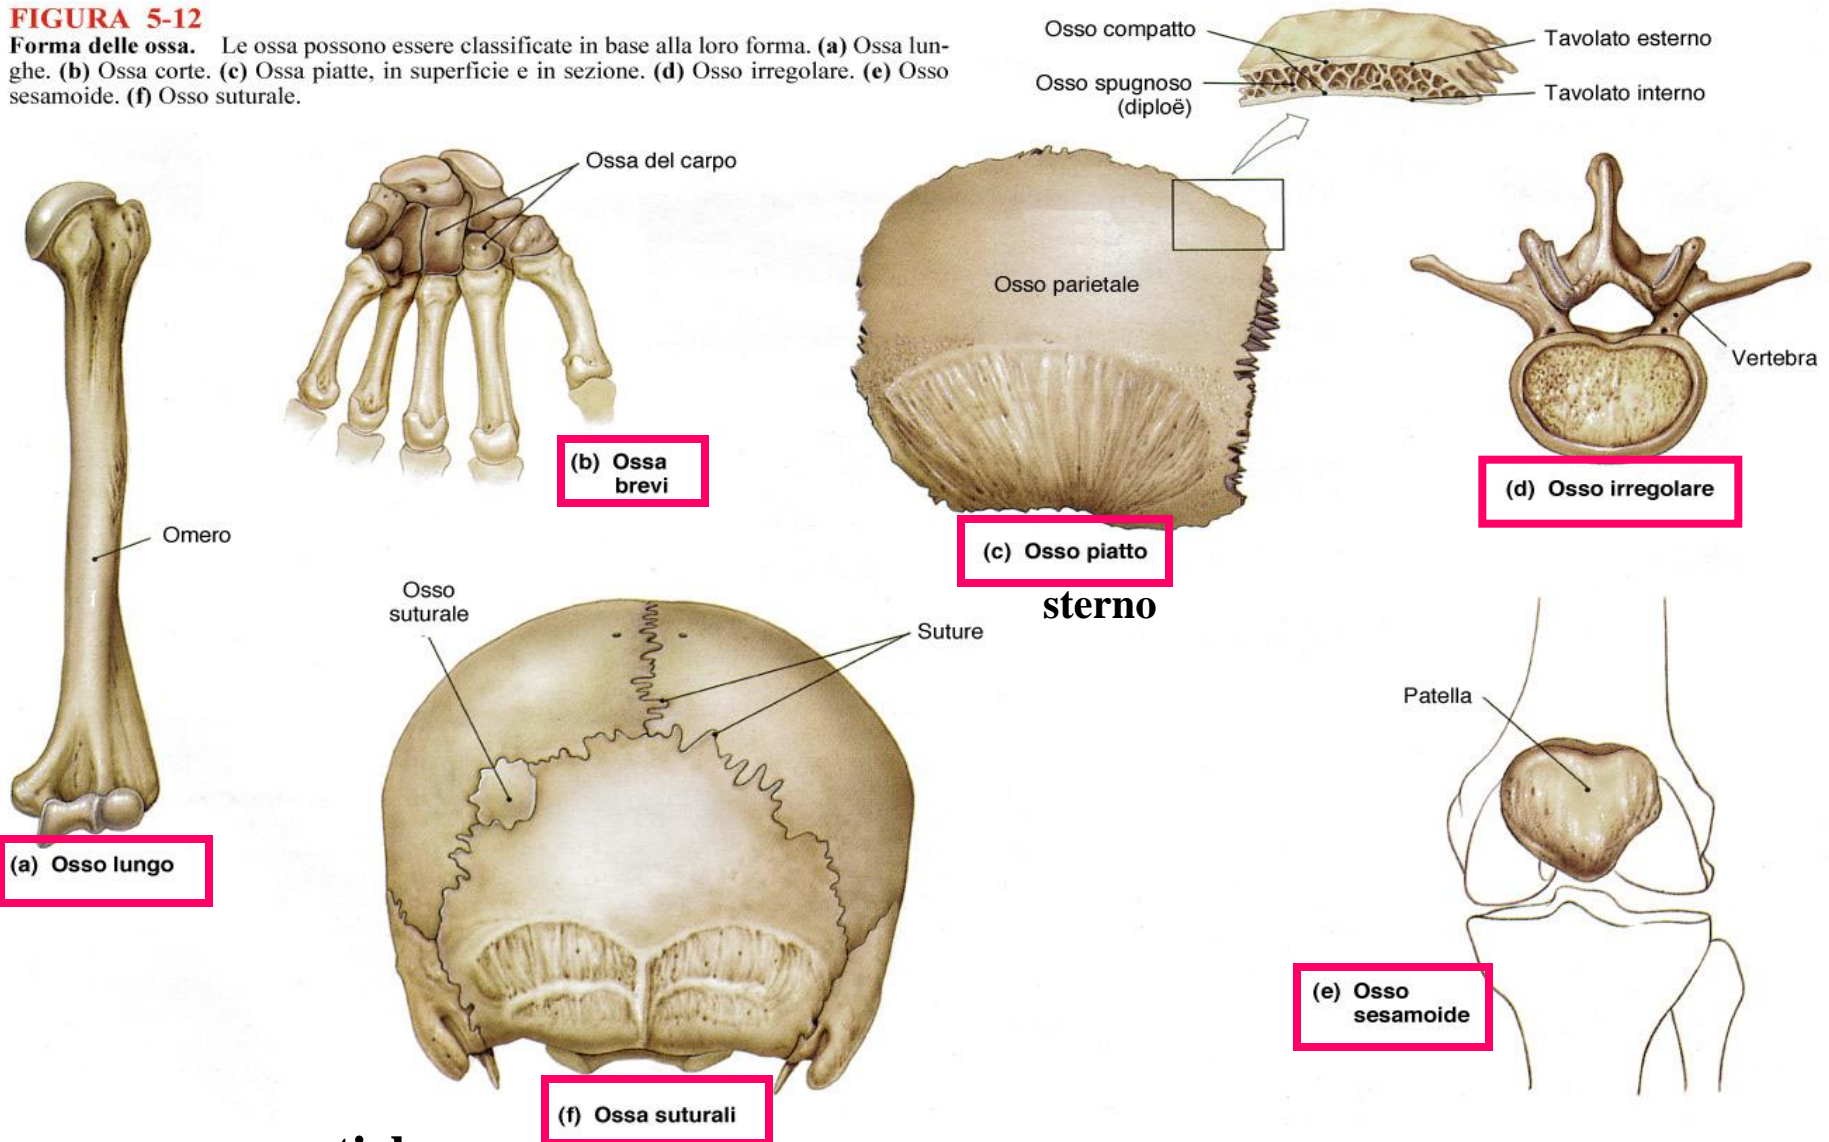 FIGURA 5-12
Forma delle ossa. Le ossa possono essere classificate in base alla loro forma. (a) Ossa lun-
ghe. (b) Ossa corte. (c) Ossa piatte, in superficie e in sezione. (d) Osso irregolare. (e) Osso
sesamoide. (f) Osso suturale.
Osso compatto
Tavolato esterno
Osso spugnoso
(diploë)
Tavolato interno
Ossa del carpo
Osso parietale
Vertebra
(b) Ossa
brevi
(d) Osso irregolare
Omero
(c) Osso piatto
sterno
Osso
suturale
Suture
Patella
(a) Osso lungo
(e) Osso
sesamoide
(f) Ossa suturali